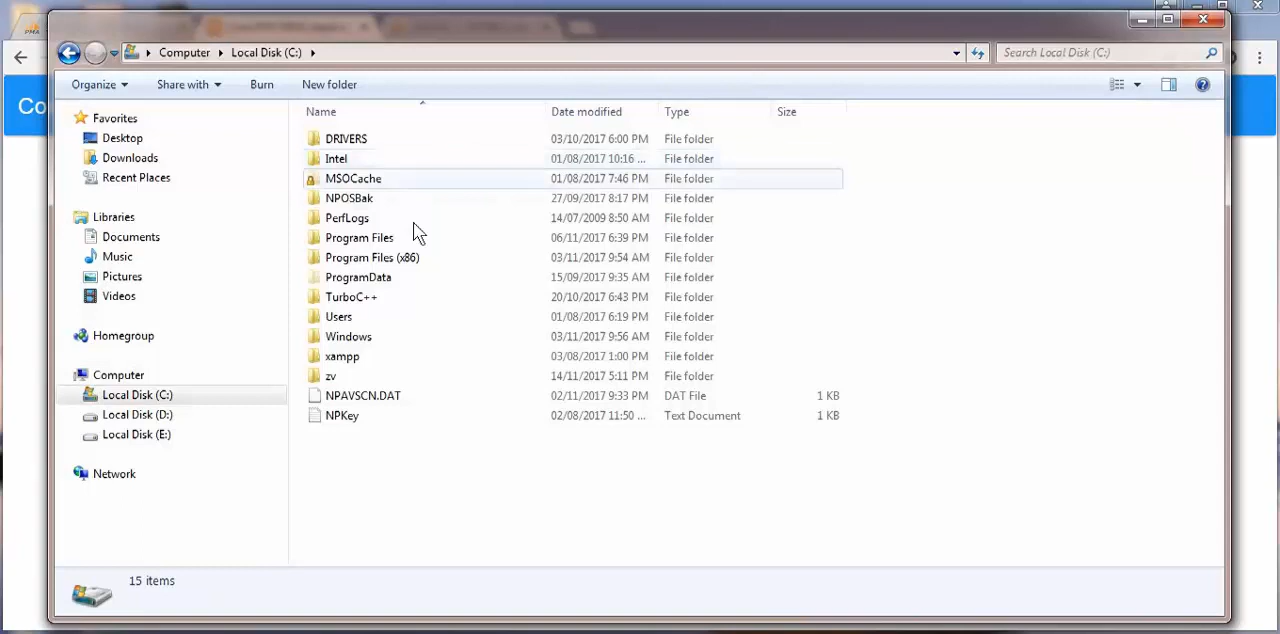 PMA
Co
Computer Local Disk (C:)
Search Local Disk (C:)
Organize Share with Burn New folder
Name Date modified Type Size
Favorites
Desktop
Downloads
Recent Places
Libraries
Documents
Music
Pictures
Videos
Homegroup
Computer
Local Disk (C:)
Local Disk (D:)
Local Disk (E:)
Network
DRIVERS 03/10/2017 6:00 PM File folder
Intel 01/08/2017 10:16 ... File folder
MSOCache 01/08/2017 7:46 PM File folder
NPOSBak 27/09/2017 8:17 PM File folder
PerfLogs 14/07/2009 8:50 AM File folder
Program Files 06/11/2017 6:39 PM File folder
Program Files (x86) 03/11/2017 9:54 AM File folder
ProgramData 15/09/2017 9:35 AM File folder
TurboC++ 20/10/2017 6:43 PM File folder
Users 01/08/2017 6:19 PM File folder
Windows 03/11/2017 9:56 AM File folder
xampp 03/08/2017 1:00 PM File folder
zv 14/11/2017 5:11 PM File folder
NPAVSCN.DAT 02/11/2017 9:33 PM DAT File 1 KB
NPKey 02/08/2017 11:50 ... Text Document 1 KB
15 items